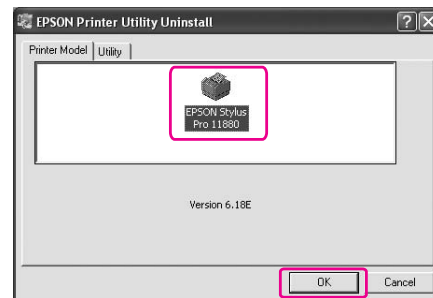 EPSON Printer Utility Uninstall
Printer Model Utility
EPSON Stylus
Pro 11880
Version 6.18E
OK Cancel